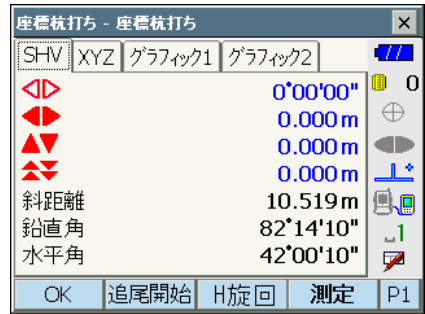 座標杭打ち - 座標杭打ち
SHV XYZ グラフィック1 グラフィック2
0°00'00" 0
0.000 m
0.000 m
0.000 m
斜距離 10.519 m
鉛直角 82°14'10" 1
水平角 42°00'10"
OK 追尾開始 H旋回 測定 P1